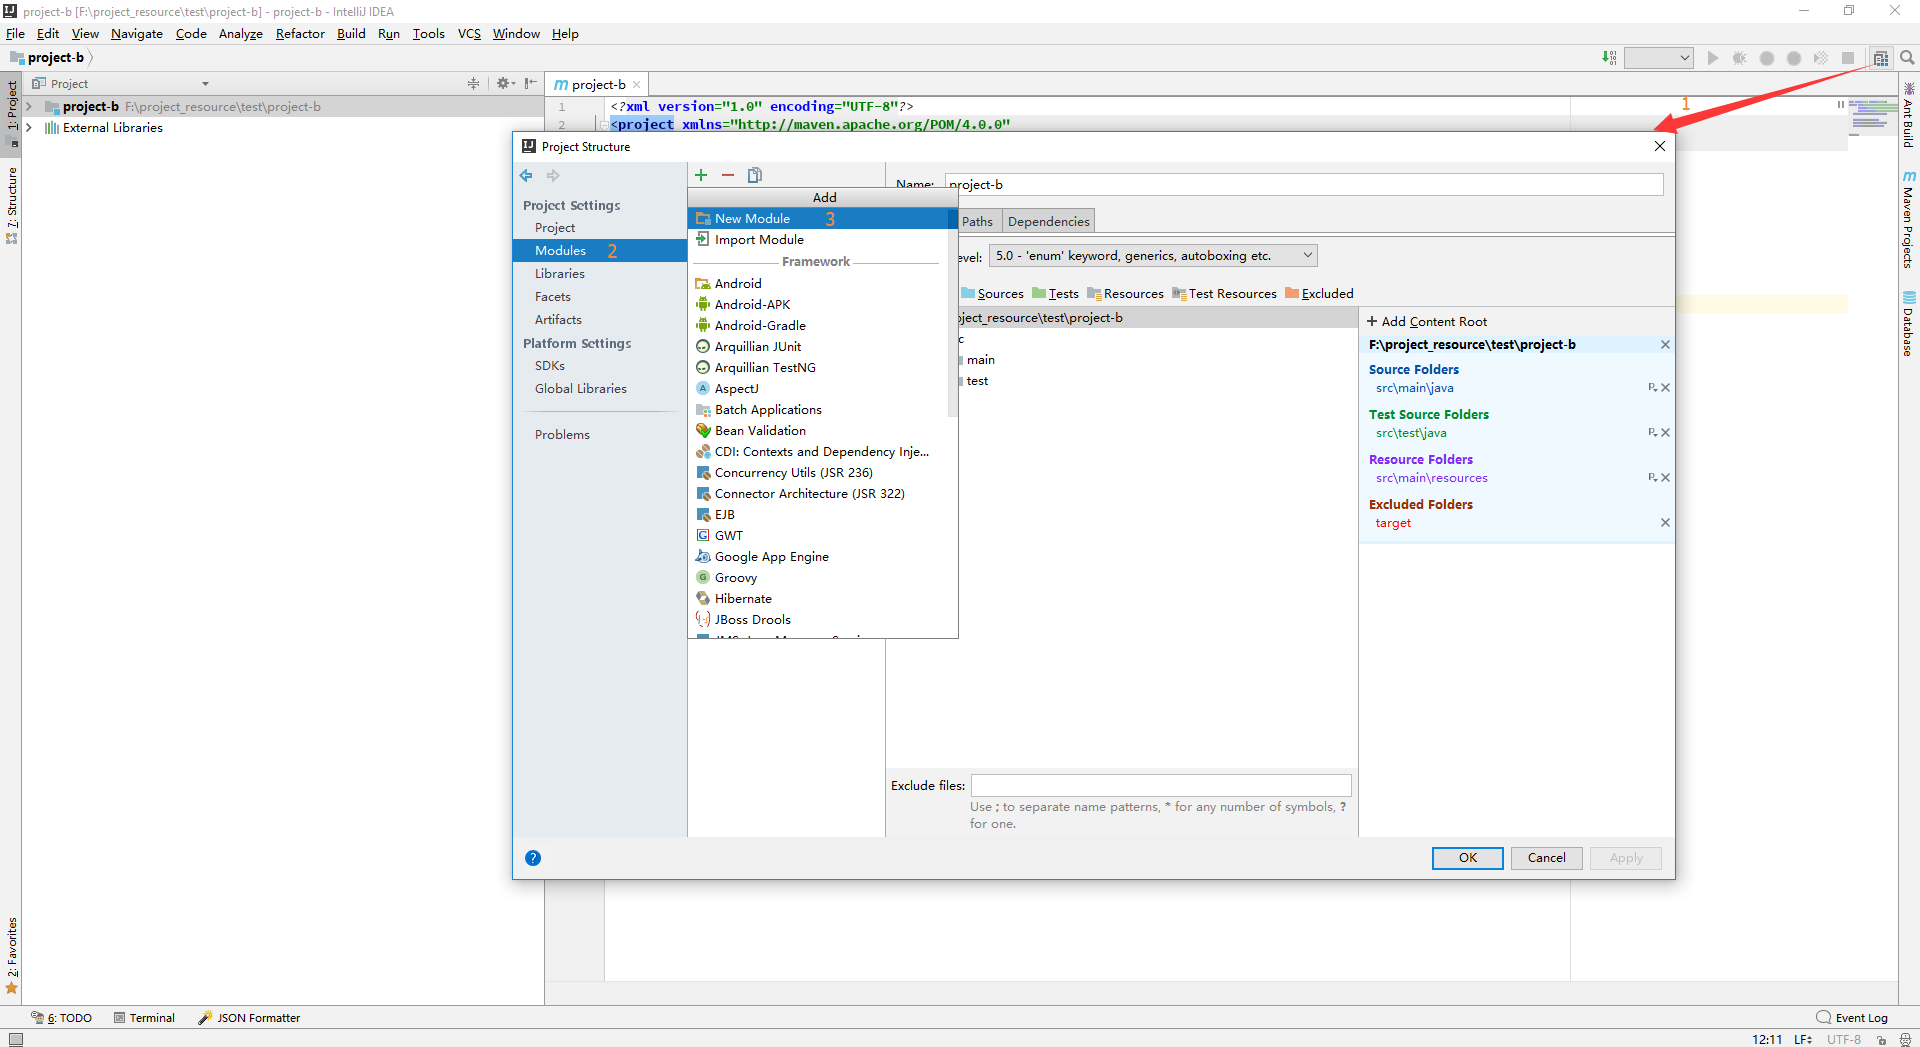 project-b [F:\project_resource\test\project-b] - project-b - IntelliJ IDEA
File Edit View Navigate Code Analyze Refactor Build Run Tools VCS Window Help
project-b
Project
project-b
1: Project
project-b F:\project_resource\test\project-b
External Libraries
7: Structure
2: Favorites
1 <?xml version="1.0" encoding="UTF-8"?>
2 <project xmlns="http://maven.apache.org/POM/4.0.0"
1
Ant Build
Maven Projects
Database
Project Structure
Project Settings
Project
Modules 2
Libraries
Facets
Artifacts
Platform Settings
SDKs
Global Libraries
Problems
Add
New Module 3
Import Module
Framework
Android
Android-APK
Android-Gradle
Arquillian JUnit
Arquillian TestNG
AspectJ
Batch Applications
Bean Validation
CDI: Contexts and Dependency Inje...
Concurrency Utils (JSR 236)
Connector Architecture (JSR 322)
EJB
GWT
Google App Engine
Groovy
Hibernate
JBoss Drools
Name: project-b
Paths Dependencies
evel: 5.0 - 'enum' keyword, generics, autoboxing etc.
Sources Tests Resources Test Resources Excluded
oject_resource\test\project-b
c
main
test
+ Add Content Root
F:\project_resource\test\project-b
Source Folders
src\main\java
Test Source Folders
src\test\java
Resource Folders
src\main\resources
Excluded Folders
target
Exclude files:
Use ; to separate name patterns, * for any number of symbols, ?
for one.
OK Cancel Apply
6: TODO Terminal JSON Formatter Event Log
12:11 LF UTF-8